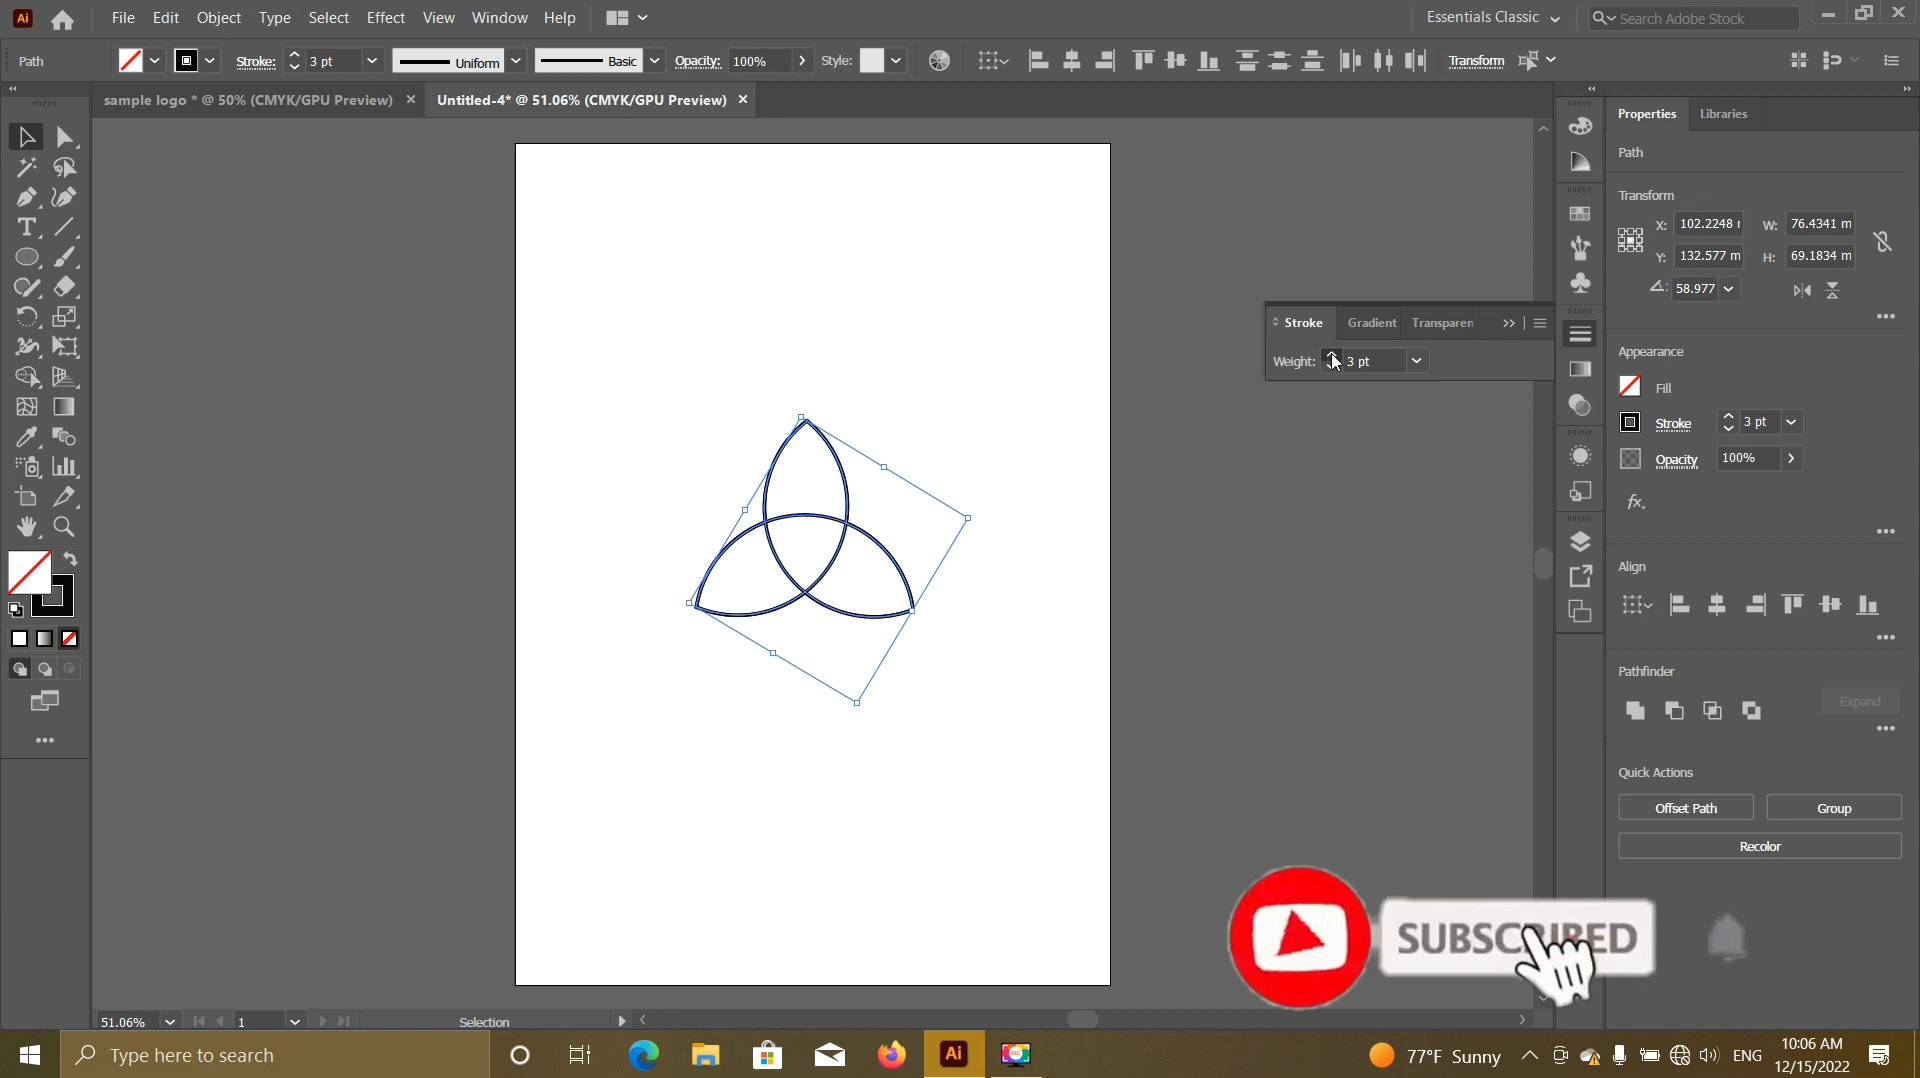 Ai File Edit Object Type Select Effect View Window Help Essentials Classic Search Adobe Stock
Path Stroke: 3 pt Uniform Basic Opacity: 100% Style: Transform
sample logo * @ 50% (CMYK/GPU Preview) Untitled-4* @ 51.06% (CMYK/GPU Preview)
Properties Libraries
Path
Transform
X: 102.2248 W: 76.4341 m
Y: 132.577 m H: 69.1834 m
58.977
Stroke Gradient Transparen
Weight: 3 pt
Appearance
Fill
Stroke 3 pt
Opacity 100%
fx.
Align
Pathfinder
Expand
Quick Actions
Offset Path Group
Recolor
SUBSCRIBED
51.06% 1 Selection
Type here to search Ai REC 77°F Sunny ENG 10:06 AM
12/15/2022